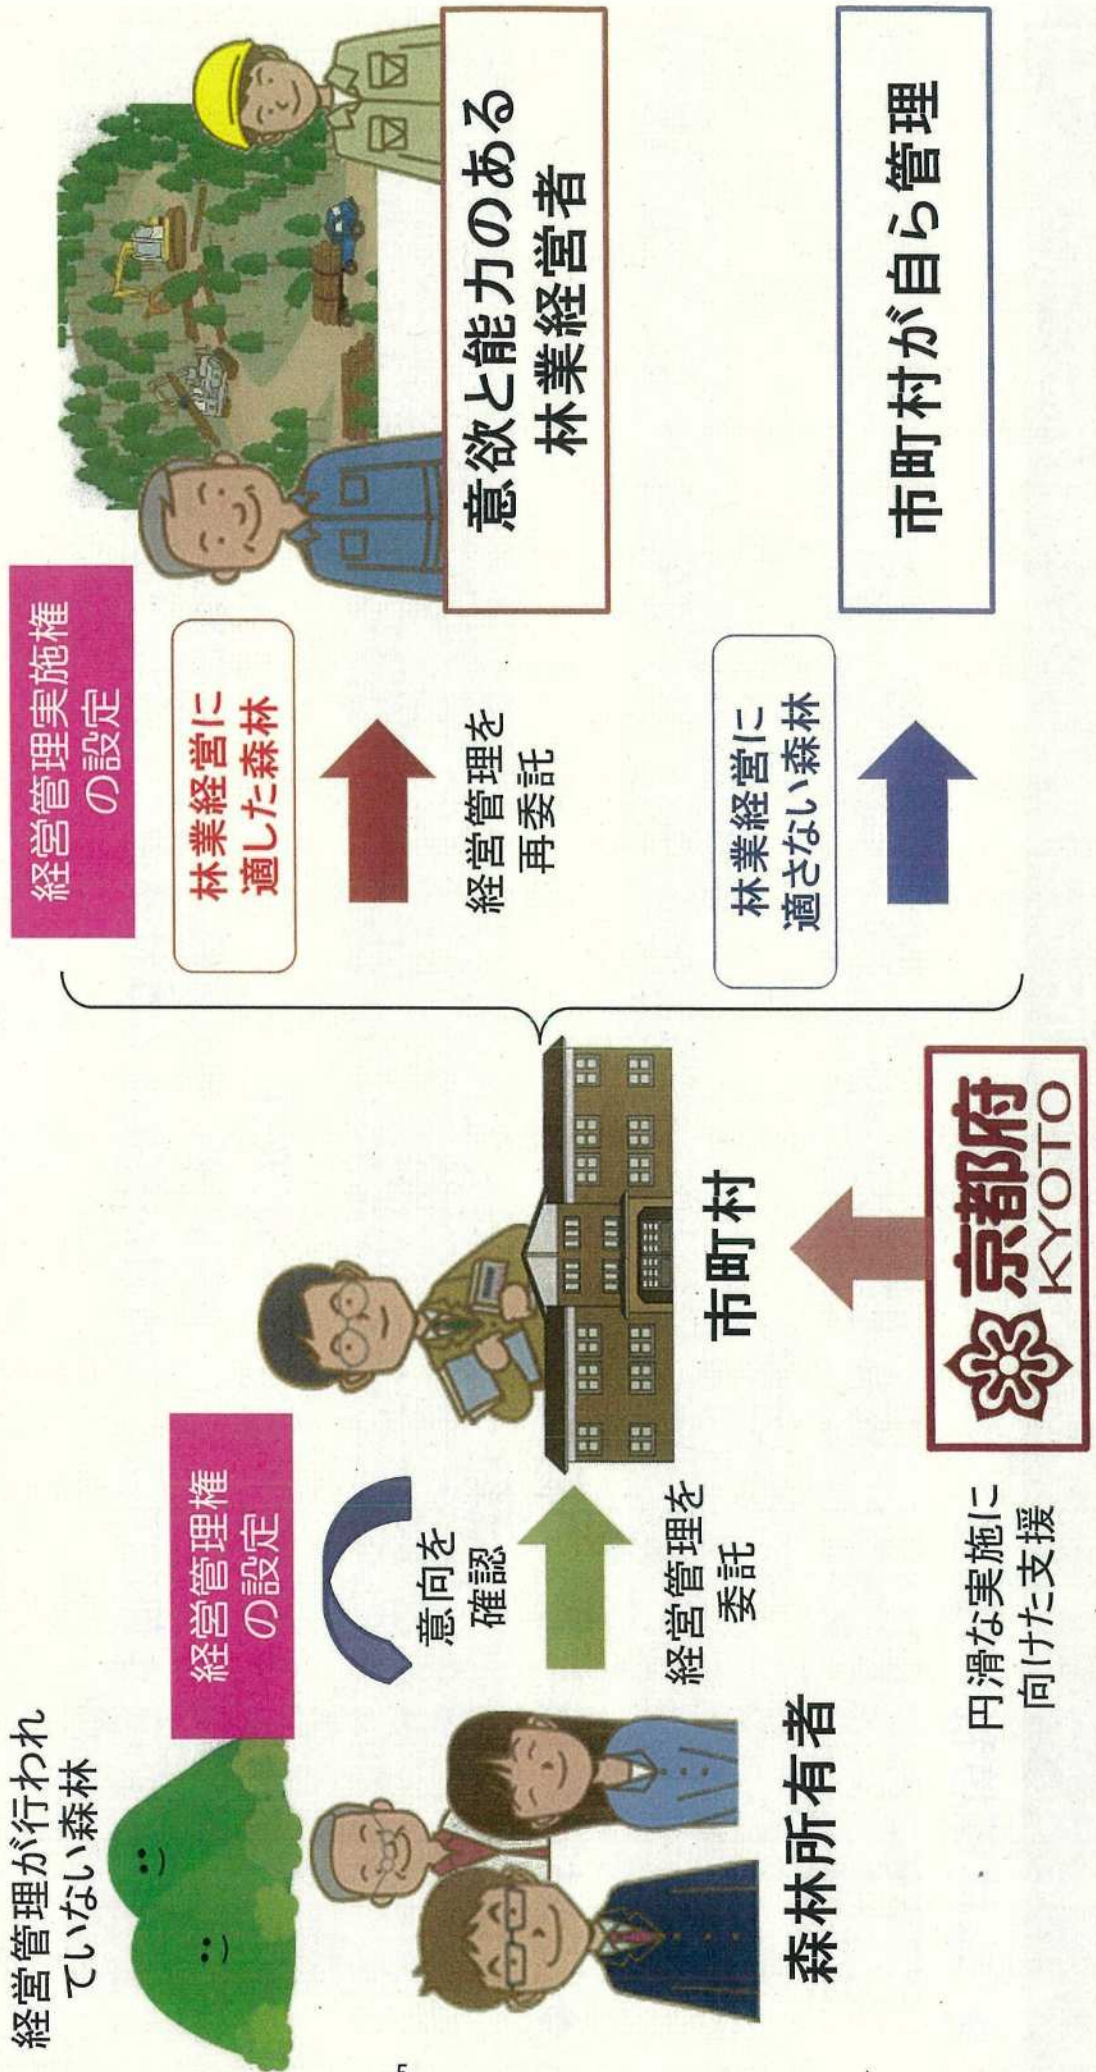 経営管理が行われ
ていない森林
経営管理権
の設定
意向を
確認
経営管理を
委託
森林所有者
市町村
円滑な実施に
向けた支援
京都府
KYOTO
経営管理実施権
の設定
林業経営に
適した森林
経営管理を
再委託
意欲と能力のある
林業経営者
林業経営に
適さない森林
市町村が自ら管理
5